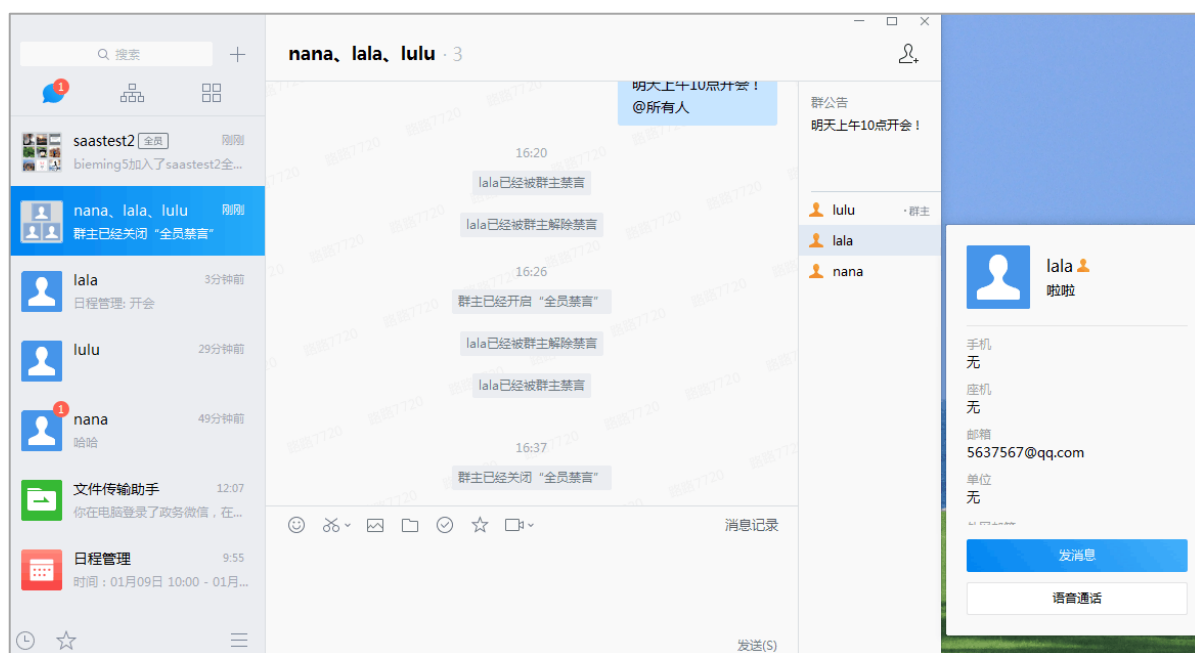 搜索
1
saastest2 全员 刚刚
bieming5加入了saastest2全...
nana、lala、lulu 刚刚
群主已经关闭“全员禁言”
lala 3分钟前
日程管理: 开会
lulu 29分钟前
1
nana 49分钟前
哈哈
文件传输助手 12:07
你在电脑登录了政务微信，在...
日程管理 9:55
时间：01月09日 10:00 - 01月...
nana、lala、lulu · 3
明天上午10点开会！
@所有人
16:20
lala已经被群主禁言
lala已经被群主解除禁言
16:26
群主已经开启“全员禁言”
lala已经被群主解除禁言
lala已经被群主禁言
16:37
群主已经关闭“全员禁言”
消息记录
发送(S)
群公告
明天上午10点开会！
lulu ·群主
lala
nana
lala
啦啦
手机
无
座机
无
邮箱
5637567@qq.com
单位
无
发消息
语音通话